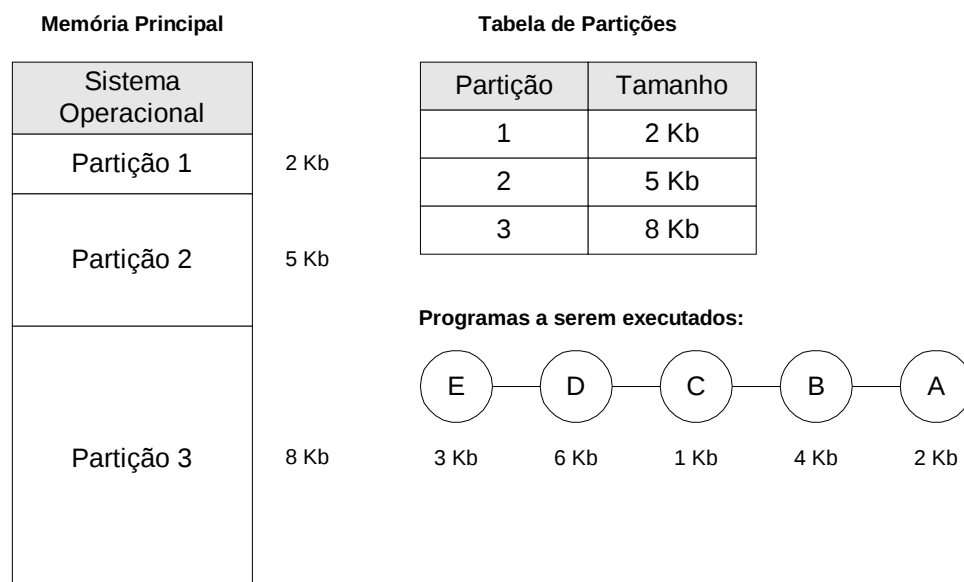 Memória Principal
Sistema
Operacional
Partição 1
2 Kb
Partição 2
5 Kb
Partição 3
8 Kb
Tabela de Partições
Partição Tamanho
1 2 Kb
2 5 Kb
3 8 Kb
Programas a serem executados:
E D C B A
3 Kb 6 Kb 1 Kb 4 Kb 2 Kb